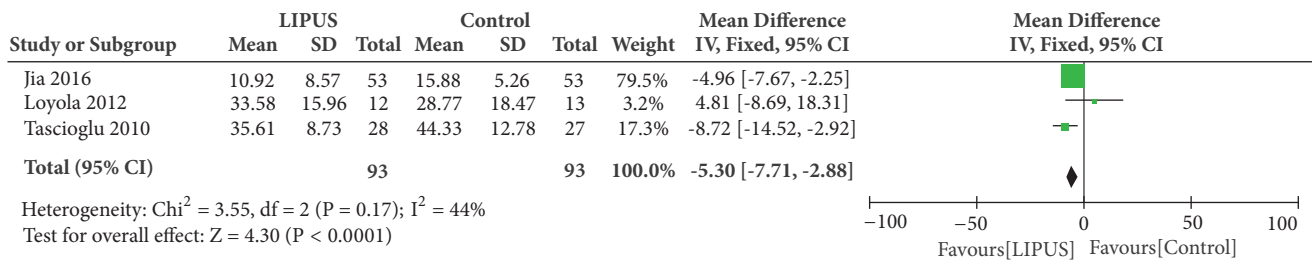 LIPUS Control Mean Difference Mean Difference
Study or Subgroup Mean SD Total Mean SD Total Weight IV, Fixed, 95% CI IV, Fixed, 95% CI
Jia 2016 10.92 8.57 53 15.88 5.26 53 79.5% -4.96 [-7.67, -2.25]
Loyola 2012 33.58 15.96 12 28.77 18.47 13 3.2% 4.81 [-8.69, 18.31]
Tascioglu 2010 35.61 8.73 28 44.33 12.78 27 17.3% -8.72 [-14.52, -2.92]
Total (95% CI) 93 93 100.0% -5.30 [-7.71, -2.88]
Heterogeneity: Chi² = 3.55, df = 2 (P = 0.17); I² = 44%
Test for overall effect: Z = 4.30 (P < 0.0001)
−100 −50 0 50 100
Favours[LIPUS] Favours[Control]